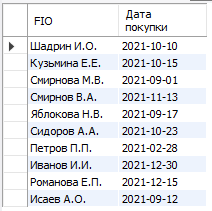 FIO Дата покупки
Шадрин И.О. 2021-10-10
Кузьмина Е.Е. 2021-10-15
Смирнова М.В. 2021-09-01
Смирнов В.А. 2021-11-13
Яблокова Н.В. 2021-09-17
Сидоров А.А. 2021-10-23
Петров П.П. 2021-02-28
Иванов И.И. 2021-12-30
Романова Е.П. 2021-12-15
Исаев А.О. 2021-09-12